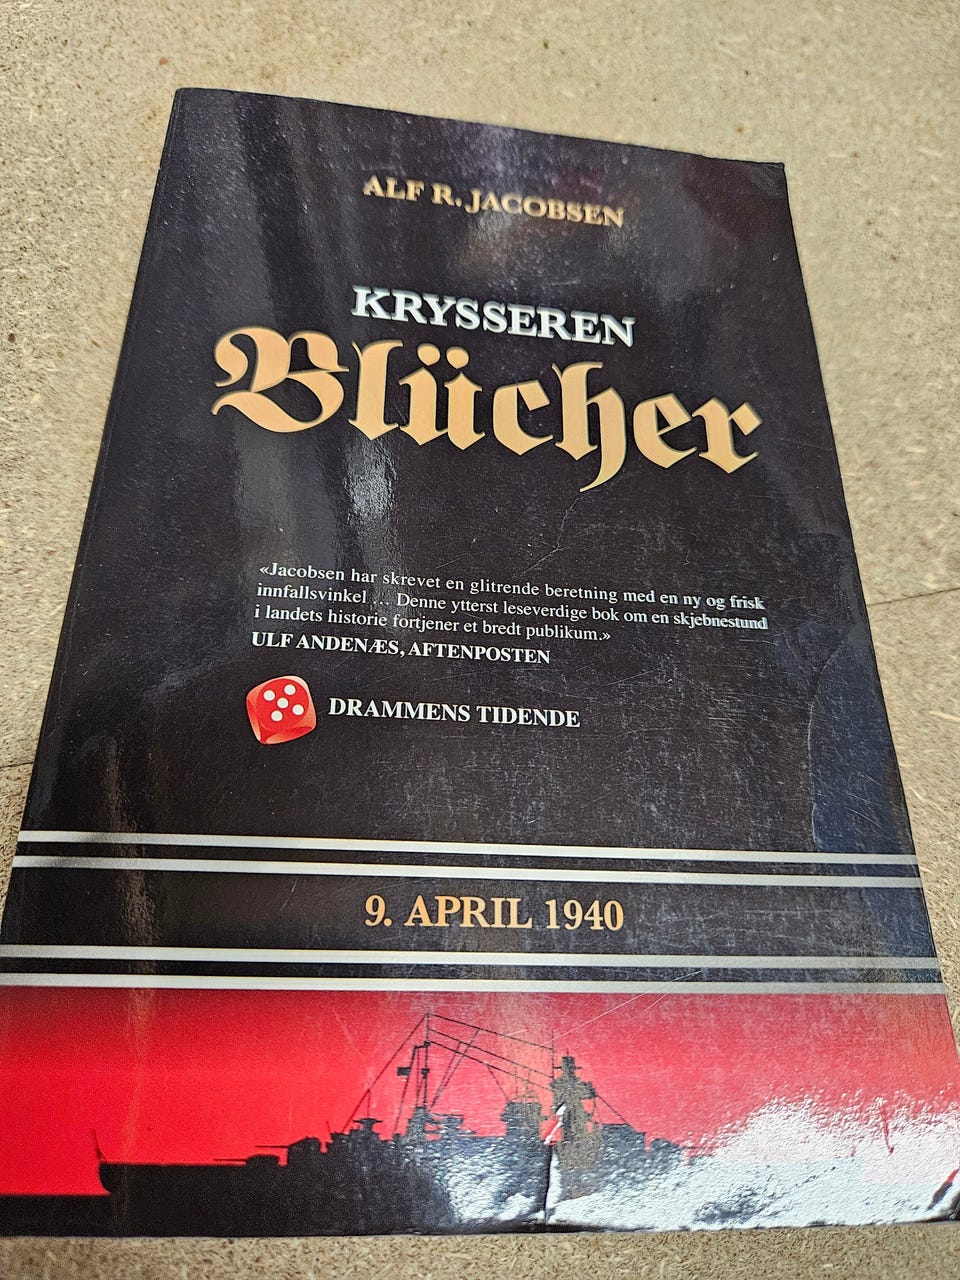 ALF R. JACOBSEN
KRYSSEREN
Blücher
«Jacobsen har skrevet en glitrende beretning med en ny og frisk
innfallsvinkel ... Denne ytterst leseverdige bok om en skjebnestund
i landets historie fortjener et bredt publikum.»
ULF ANDENÆS, AFTENPOSTEN
DRAMMENS TIDENDE
9. APRIL 1940